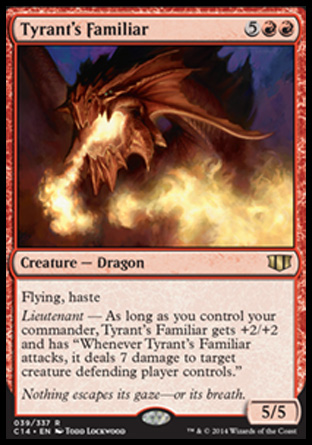 Tyrant's Familiar 5
Creature — Dragon
Flying, haste
Lieutenant — As long as you control your
commander, Tyrant's Familiar gets +2/+2
and has “Whenever Tyrant's Familiar
attacks, it deals 7 damage to target
creature defending player controls.”
Nothing escapes its gaze—or its breath.
5/5
039/337 R
C14 • EN Todd Lockwood
™ & © 2014 Wizards of the Coast